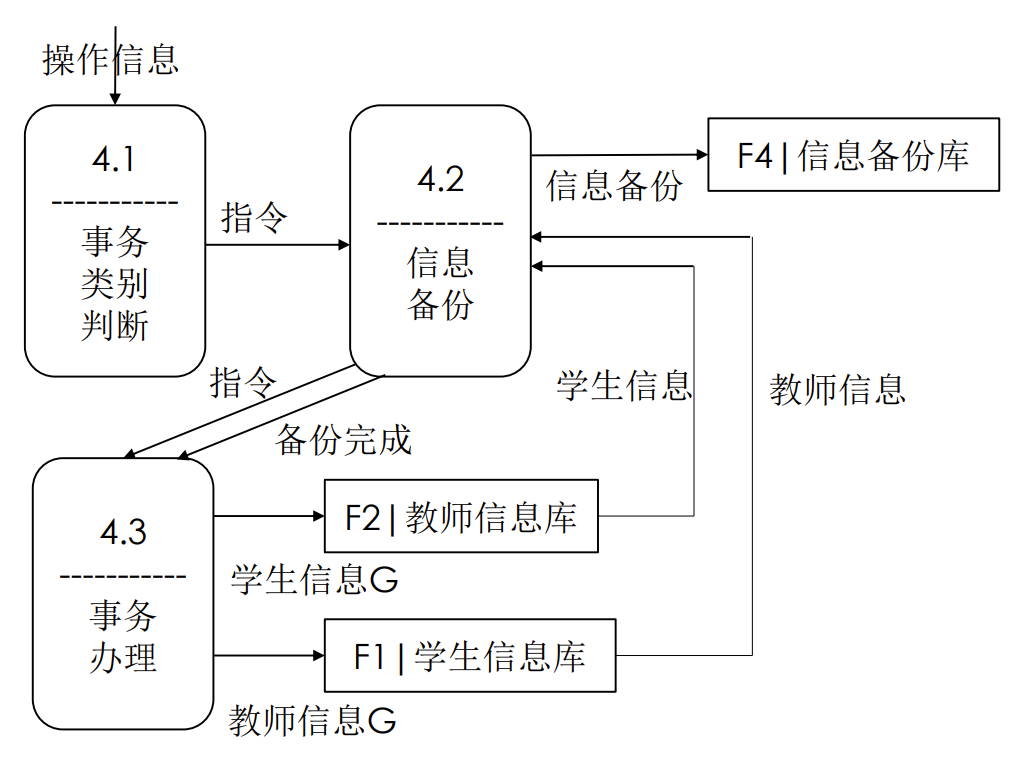 操作信息
4.1
-----------
事务
类别
判断
指令
4.2
-----------
信息
备份
信息备份
F4|信息备份库
指令
备份完成
学生信息
教师信息
4.3
-----------
事务
办理
F2|教师信息库
学生信息G
F1|学生信息库
教师信息G